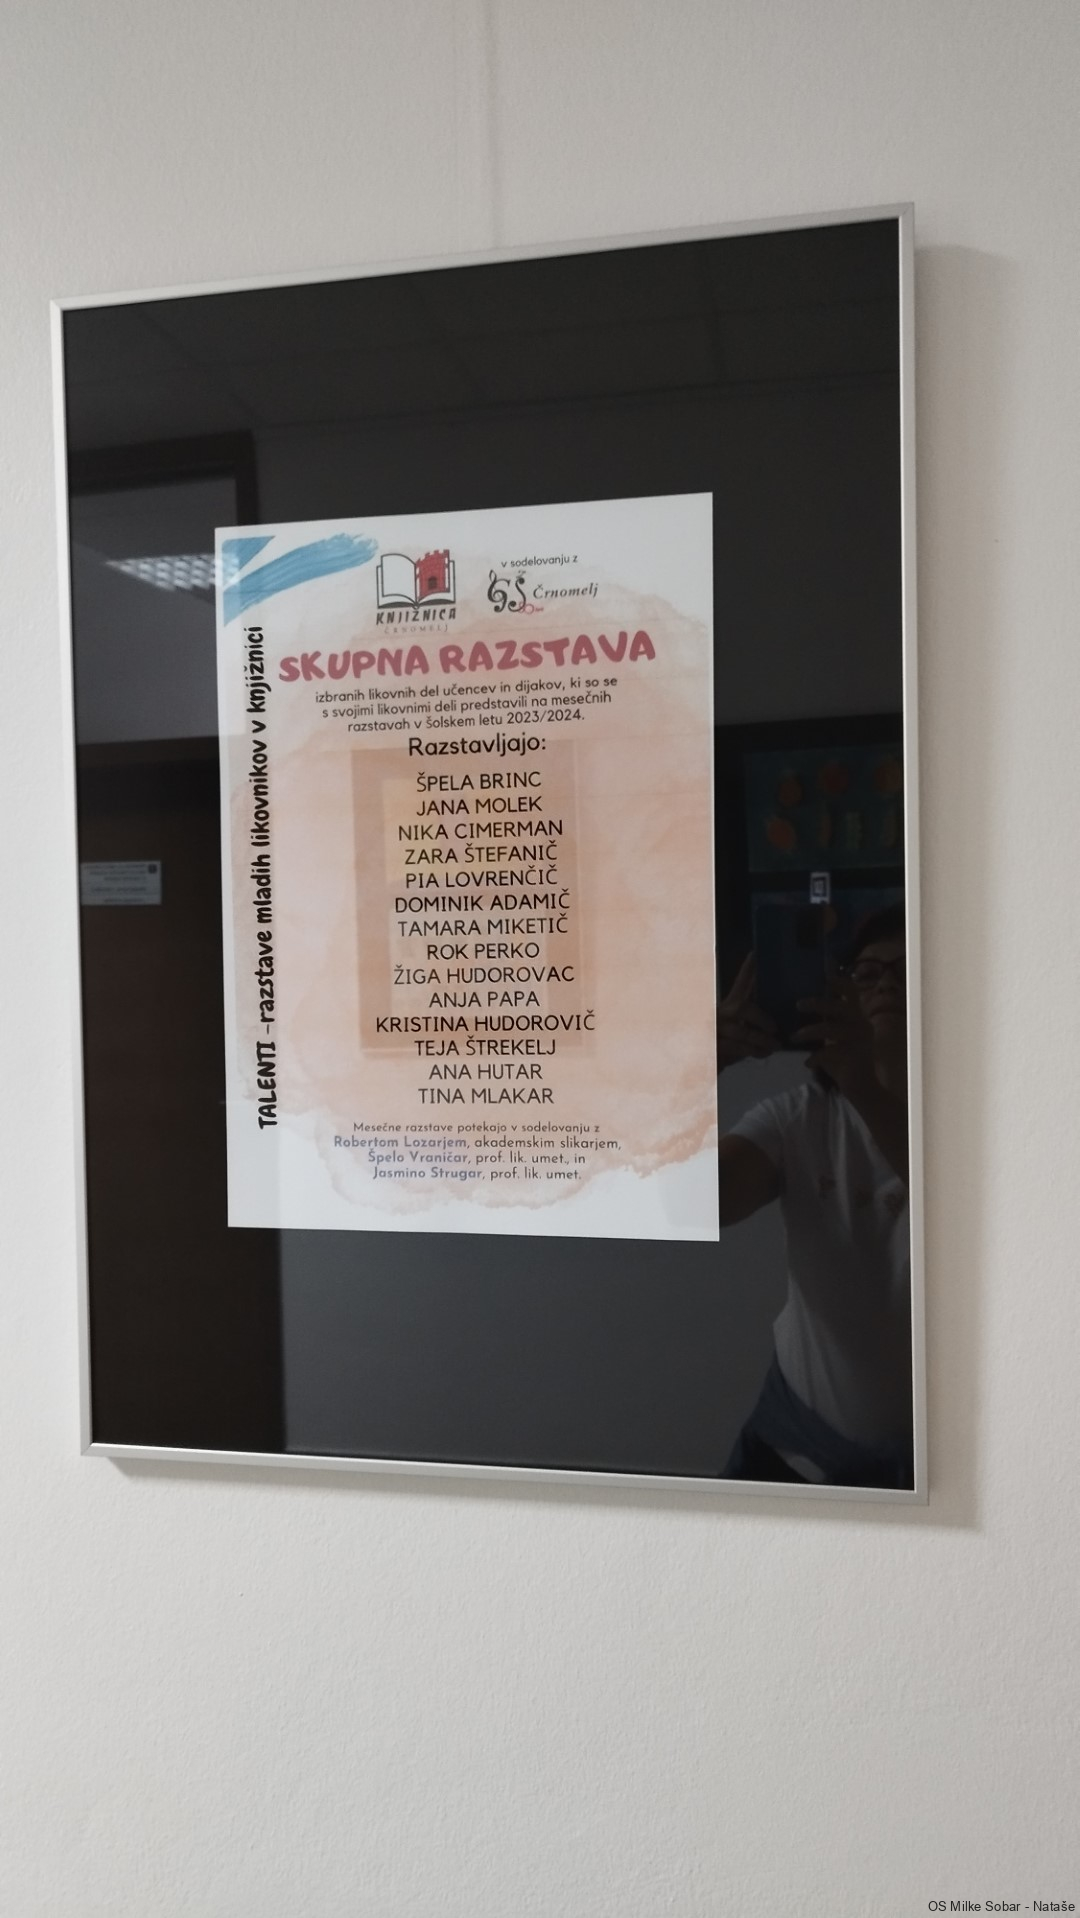 KNJIŽNICA
ČRNOMELJ
v sodelovanju z
GŠ Črnomelj
SKUPNA RAZSTAVA
izbranih likovnih del učencev in dijakov, ki so se
s svojimi likovnimi deli predstavili na mesečnih
razstavah v šolskem letu 2023/2024.
Razstavljajo:
ŠPELA BRINC
JANA MOLEK
NIKA CIMERMAN
ZARA ŠTEFANIČ
PIA LOVRENČIČ
DOMINIK ADAMIČ
TAMARA MIKETIČ
ROK PERKO
ŽIGA HUDOROVAC
ANJA PAPA
KRISTINA HUDOROVIČ
TEJA ŠTREKELJ
ANA HUTAR
TINA MLAKAR
Mesečne razstave potekajo v sodelovanju z
Robertom Lozarjem, akademskim slikarjem,
Špelo Vraničar, prof. lik. umet., in
Jasmino Strugar, prof. lik. umet.
TALENTI -razstave mladih likovnikov v knjižnici
OS Milke Sobar - Nataše